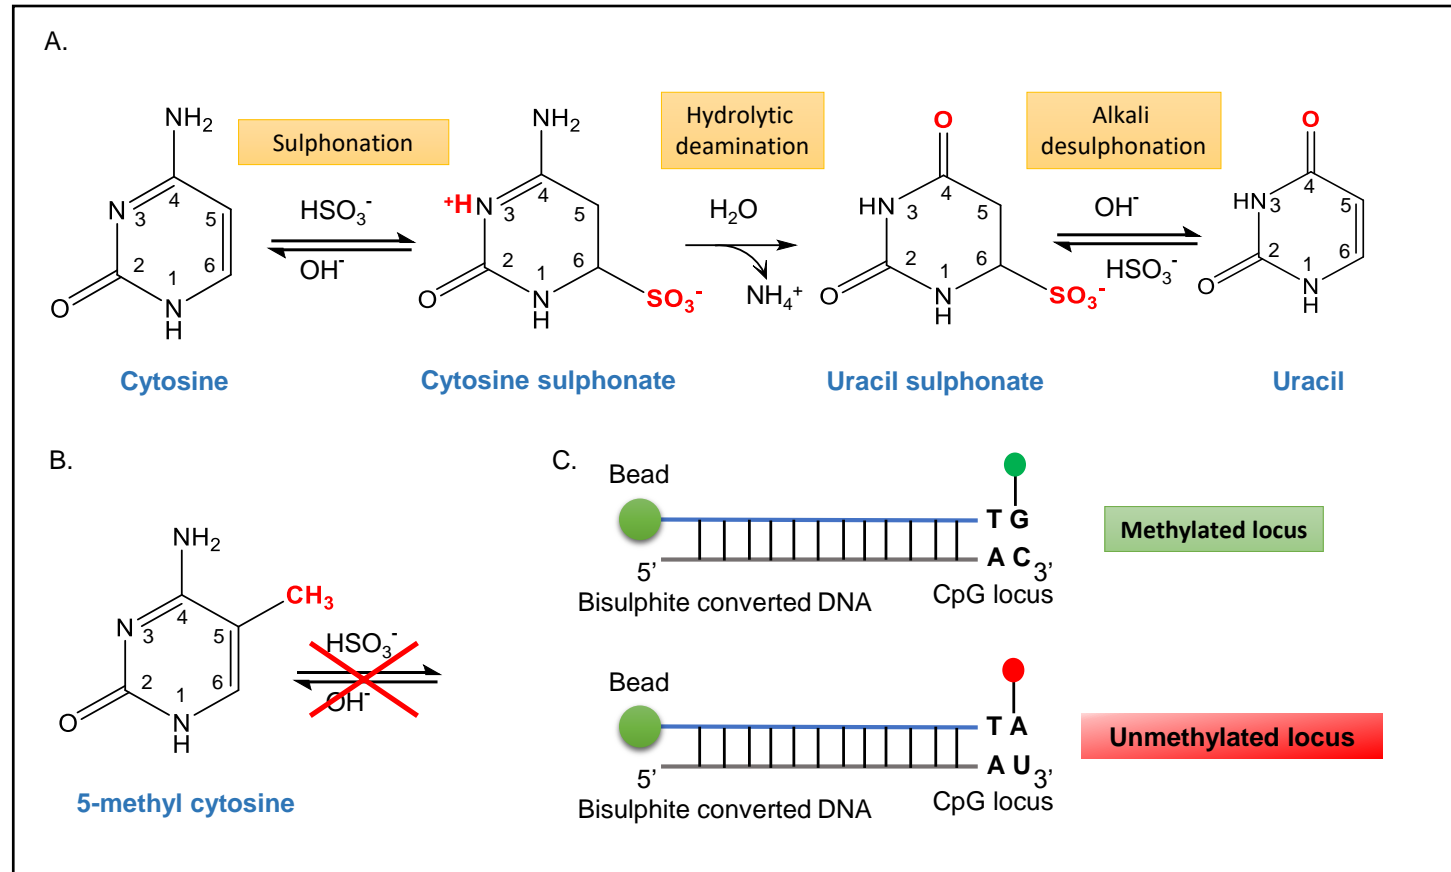 A.
NH2
N
3
4
5
2
1
6
O
N
H
Cytosine
Sulphonation
HSO3-
OH-
NH2
+HN
3
4
5
2
1
6
O
N
H
SO3-
Cytosine sulphonate
Hydrolytic
deamination
H2O
NH4+
O
HN
3
4
5
2
1
6
O
N
H
SO3-
Uracil sulphonate
Alkali
desulphonation
OH-
HSO3-
O
HN
3
4
5
2
1
6
O
N
H
Uracil
B.
NH2
N
3
4
5
CH3
2
1
6
O
N
H
HSO3-
OH-
5-methyl cytosine
C.
Bead
T G
A C
5’
3’
Bisulphite converted DNA
CpG locus
Methylated locus
Bead
T A
A U
5’
3’
Bisulphite converted DNA
CpG locus
Unmethylated locus